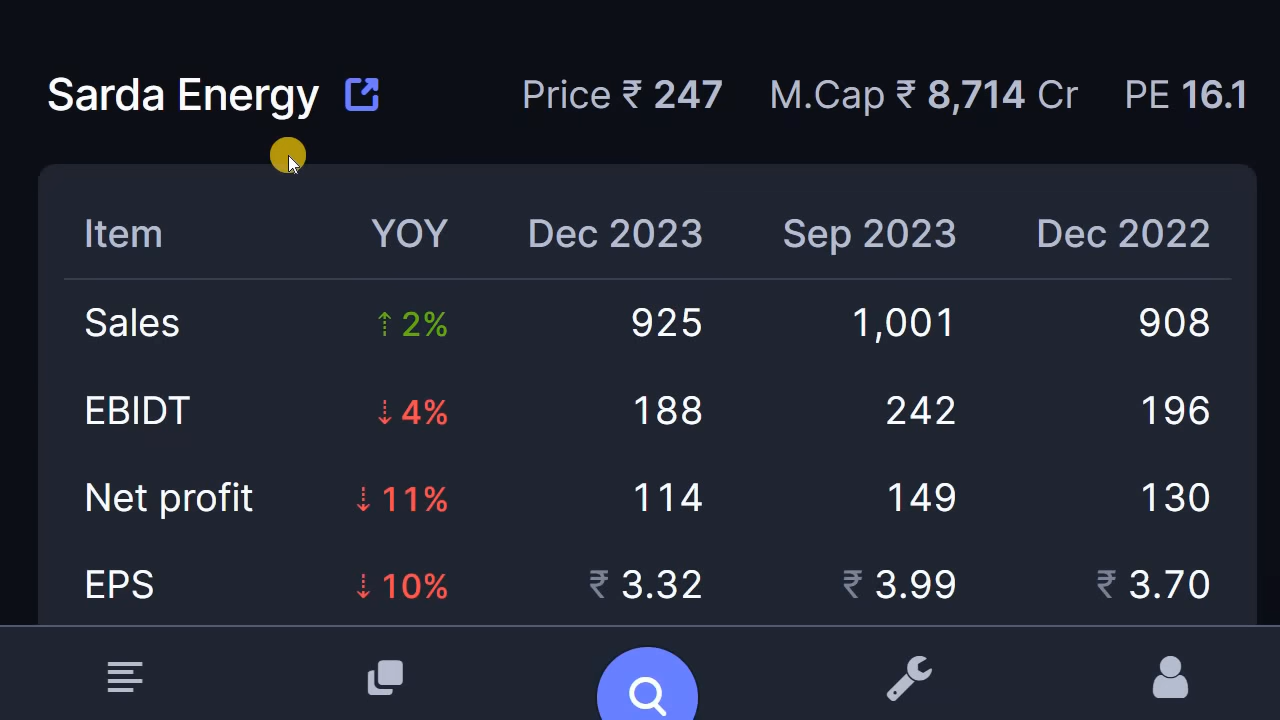 Sarda Energy Price ₹ 247 M.Cap ₹ 8,714 Cr PE 16.1
Item YOY Dec 2023 Sep 2023 Dec 2022
Sales ⇡ 2% 925 1,001 908
EBIDT ⇣ 4% 188 242 196
Net profit ⇣ 11% 114 149 130
EPS ⇣ 10% ₹ 3.32 ₹ 3.99 ₹ 3.70